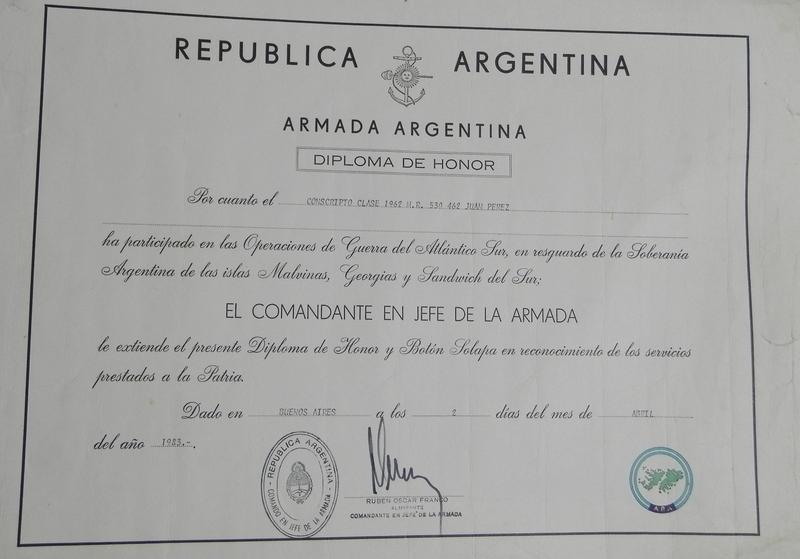 REPUBLICA ARGENTINA
ARMADA ARGENTINA
DIPLOMA DE HONOR
Por cuanto el CONSCRIPTO CLASE 1962 M.R. 530 462 JUAN PEREZ
ha participado en las Operaciones de Guerra del Atlántico Sur, en resguardo de la Soberanía
Argentina de las islas Malvinas, Georgias y Sandwich del Sur;
EL COMANDANTE EN JEFE DE LA ARMADA
le extiende el presente Diploma de Honor y Botón Solapa en reconocimiento de los servicios
prestados a la Patria.
Dado en BUENOS AIRES a los 2 días del mes de ABRIL
del año 1983.-.
REPUBLICA ARGENTINA
COMANDO EN JEFE DE LA ARMADA
RUBEN OSCAR FRANCO
ALMIRANTE
COMANDANTE EN JEFE DE LA ARMADA
ARA